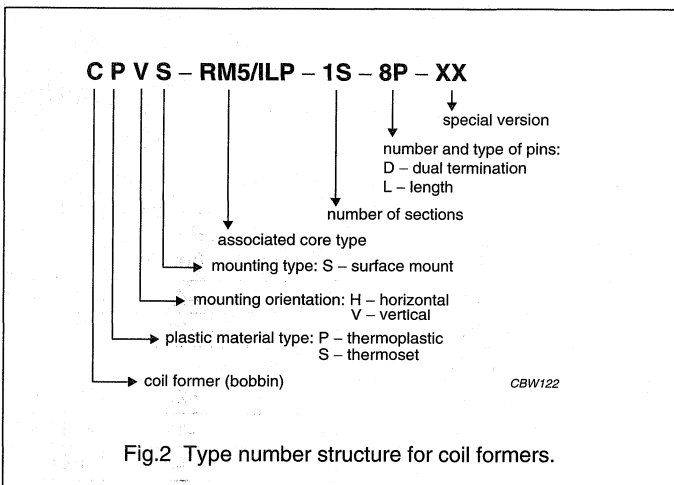 C P V S – RM5/ILP – 1S – 8P – XX
special version
number and type of pins:
D – dual termination
L – length
number of sections
associated core type
mounting type: S – surface mount
mounting orientation: H – horizontal
V – vertical
plastic material type: P – thermoplastic
S – thermoset
coil former (bobbin)
CBW122
Fig.2 Type number structure for coil formers.